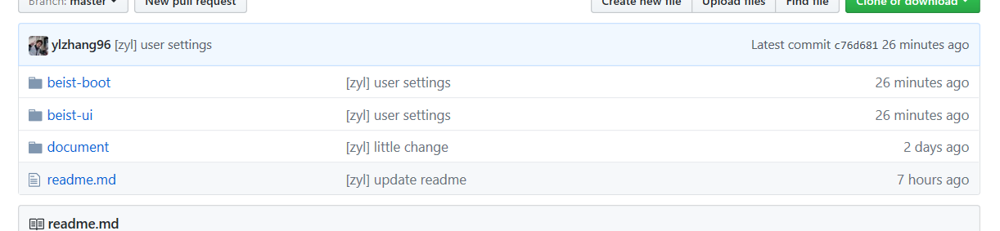 Branch: master
New pull request
Create new file
Upload files
Find file
Clone or download
ylzhang96 [zyl] user settings
Latest commit c76d681 26 minutes ago
beist-boot [zyl] user settings 26 minutes ago
beist-ui [zyl] user settings 26 minutes ago
document [zyl] little change 2 days ago
readme.md [zyl] update readme 7 hours ago
readme.md